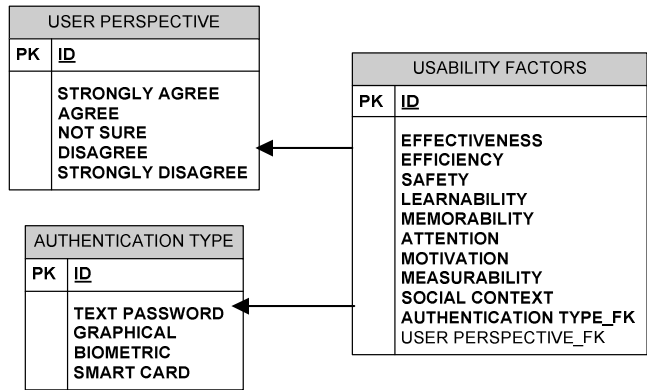 USER PERSPECTIVE
PK ID
STRONGLY AGREE
AGREE
NOT SURE
DISAGREE
STRONGLY DISAGREE
USABILITY FACTORS
PK ID
EFFECTIVENESS
EFFICIENCY
SAFETY
LEARNABILITY
MEMORABILITY
ATTENTION
MOTIVATION
MEASURABILITY
SOCIAL CONTEXT
AUTHENTICATION TYPE_FK
USER PERSPECTIVE_FK
AUTHENTICATION TYPE
PK ID
TEXT PASSWORD
GRAPHICAL
BIOMETRIC
SMART CARD